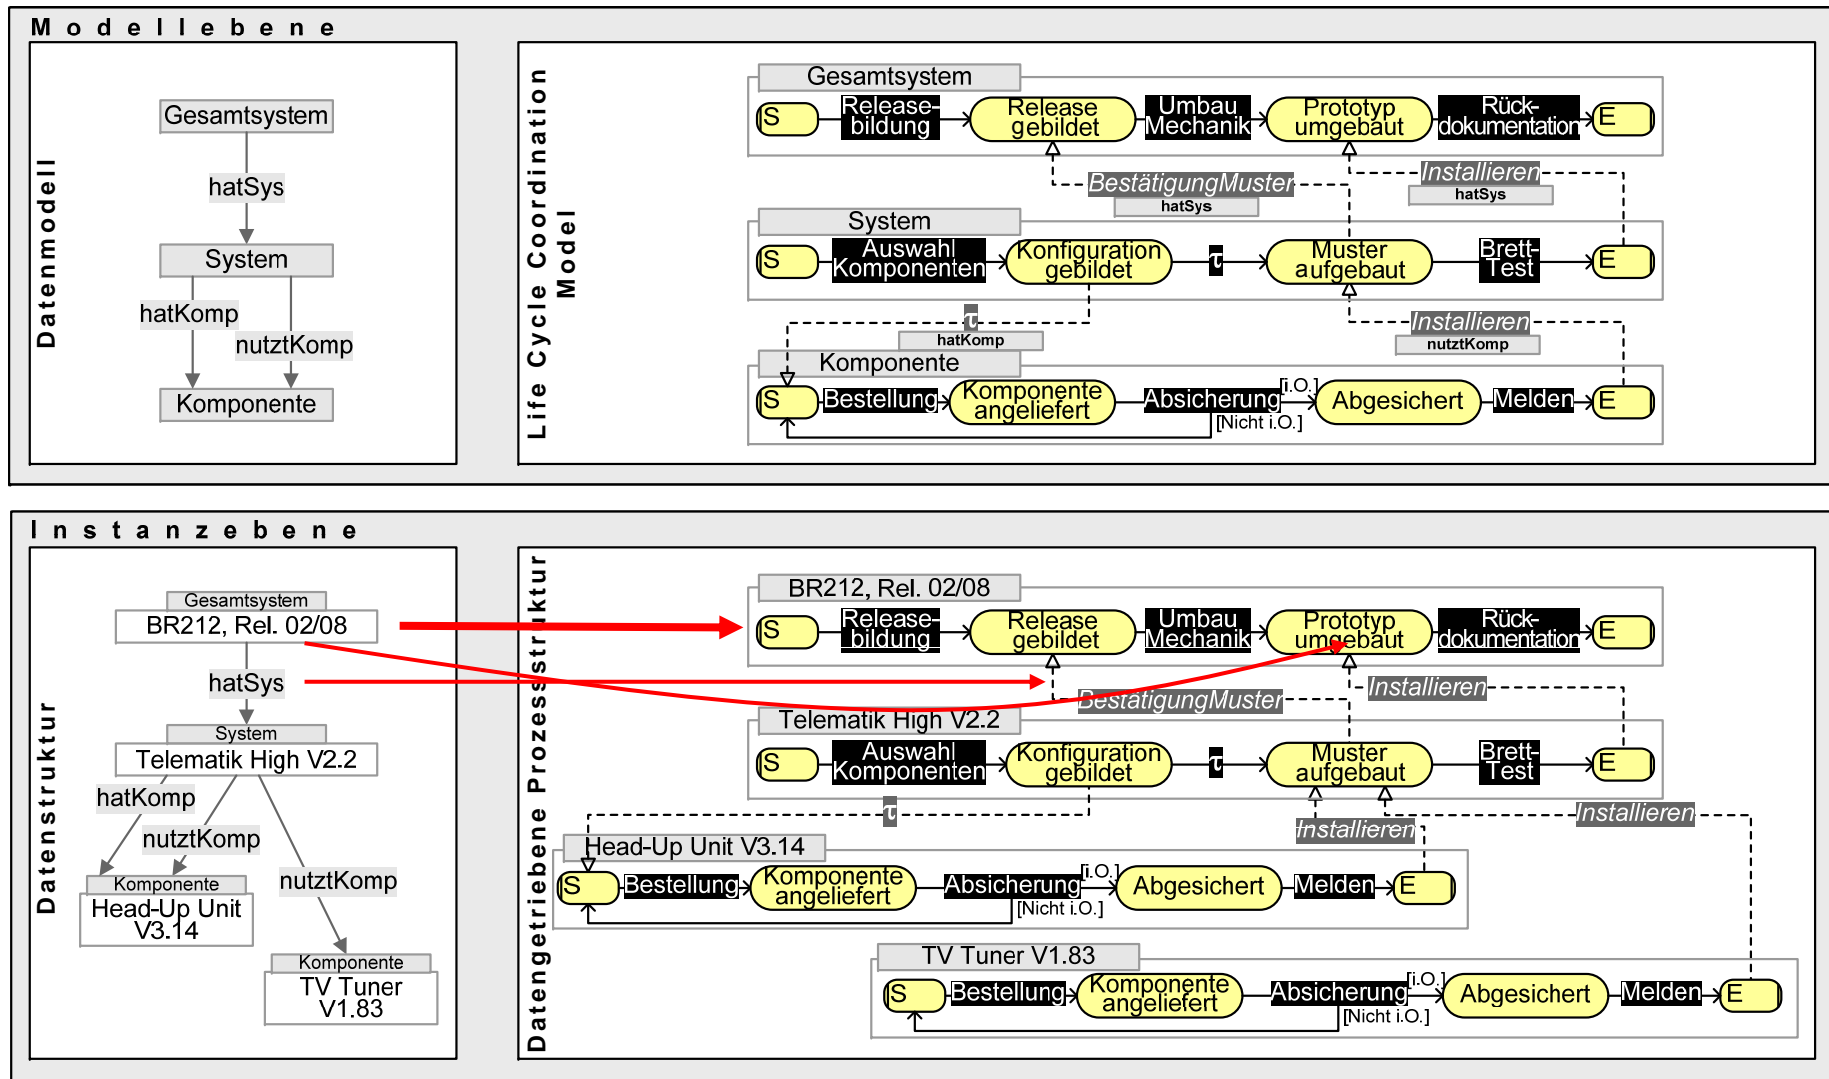 Modellebene
Datenmodell
Gesamtsystem
hatSys
System
hatKomp
nutztKomp
Komponente
Life Cycle Coordination
Model
Gesamtsystem
S
Release-
bildung
Release
gebildet
Umbau
Mechanik
Prototyp
umgebaut
Rück-
dokumentation
E
BestätigungMuster
hatSys
Installieren
hatSys
System
S
Auswahl
Komponenten
Konfiguration
gebildet
τ
Muster
aufgebaut
Brett-
Test
E
τ
hatKomp
Installieren
nutztKomp
Komponente
S
Bestellung
Komponente
angeliefert
Absicherung
[i.O.]
[Nicht i.O.]
Abgesichert
Melden
E
Instanzebene
Datenstruktur
Gesamtsystem
BR212, Rel. 02/08
hatSys
System
Telematik High V2.2
hatKomp
nutztKomp
nutztKomp
Komponente
Head-Up Unit
V3.14
Komponente
TV Tuner
V1.83
Datengetriebene Prozessstruktur
BR212, Rel. 02/08
S
Release-
bildung
Release
gebildet
Umbau
Mechanik
Prototyp
umgebaut
Rück-
dokumentation
E
BestätigungMuster
Installieren
Telematik High V2.2
S
Auswahl
Komponenten
Konfiguration
gebildet
τ
Muster
aufgebaut
Brett-
Test
E
τ
Installieren
Installieren
Head-Up Unit V3.14
S
Bestellung
Komponente
angeliefert
Absicherung
[i.O.]
[Nicht i.O.]
Abgesichert
Melden
E
TV Tuner V1.83
S
Bestellung
Komponente
angeliefert
Absicherung
[i.O.]
[Nicht i.O.]
Abgesichert
Melden
E